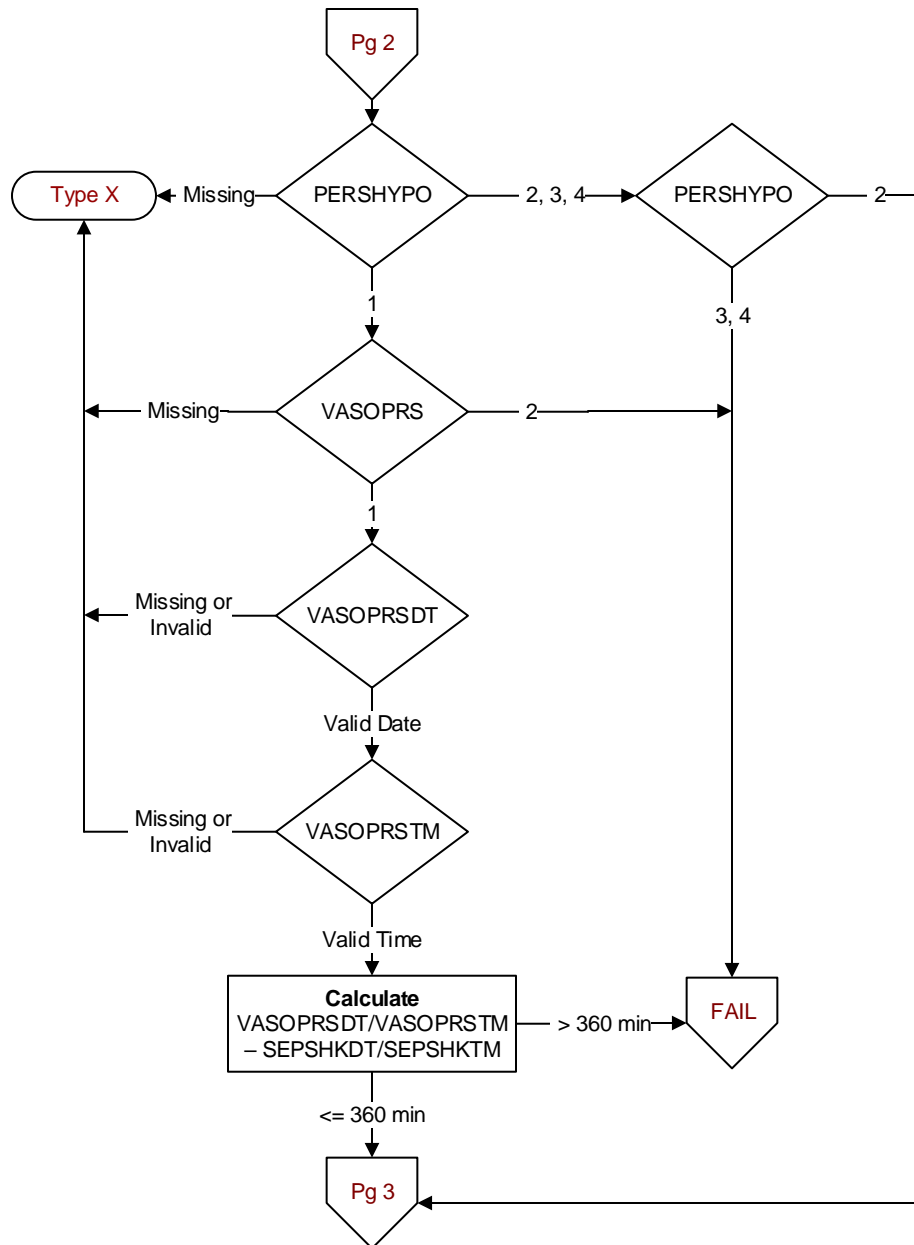 Pg 2
Type X
Missing
PERSHYPO
2, 3, 4
PERSHYPO
2
1
3, 4
Missing
VASOPRS
2
1
Missing or
Invalid
VASOPRSDT
Valid Date
Missing or
Invalid
VASOPRSTM
Valid Time
Calculate
VASOPRSDT/VASOPRSTM
– SEPSHKDT/SEPSHKTM
> 360 min
FAIL
<= 360 min
Pg 3